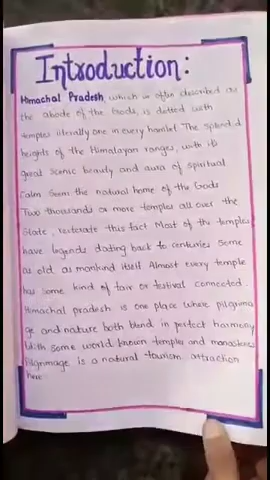 Introduction:
Himachal Pradesh which is often described as
the abode of the Gods, is dotted with
temples literally one in every hamlet The splendid
heights of the Himalayan ranges, with its
great scenic beauty and aura of spiritual
Calm seem the natural home of the Gods
Two thousands or more temples all over the
State, reiterate this fact Most of the temples
have legends dating back to centuries some
as old as mankind itself Almost every temple
has some kind of fair or festival connected.
Himachal pradesh is one place where pilgrima
ge and nature both blend in perfect harmony
With some world known temples and monasteries
Pilgrimage is a natural tourism attraction
here